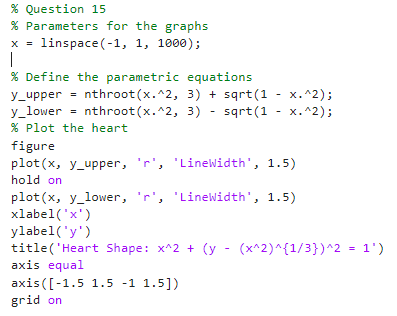 % Question 15
% Parameters for the graphs
x = linspace(-1, 1, 1000);
% Define the parametric equations
y_upper = nthroot(x.^2, 3) + sqrt(1 - x.^2);
y_lower = nthroot(x.^2, 3) - sqrt(1 - x.^2);
% Plot the heart
figure
plot(x, y_upper, 'r', 'LineWidth', 1.5)
hold on
plot(x, y_lower, 'r', 'LineWidth', 1.5)
xlabel('x')
ylabel('y')
title('Heart Shape: x^2 + (y - (x^2)^{1/3})^2 = 1')
axis equal
axis([-1.5 1.5 -1 1.5])
grid on